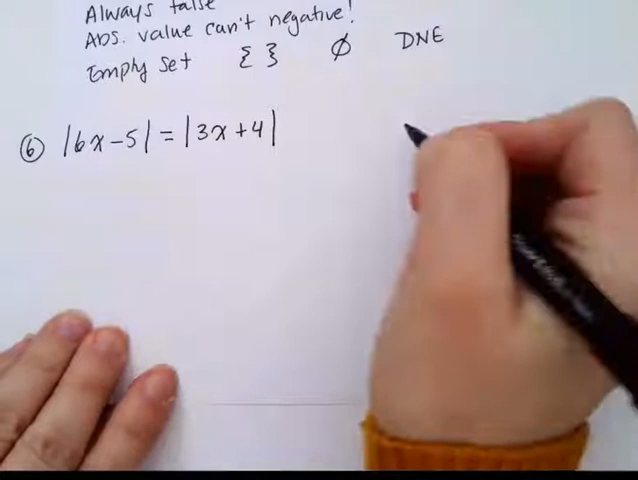 Always false
Abs. value can't negative!
Empty set { } ∅ DNE
⑥ |6x-5| = |3x+4|